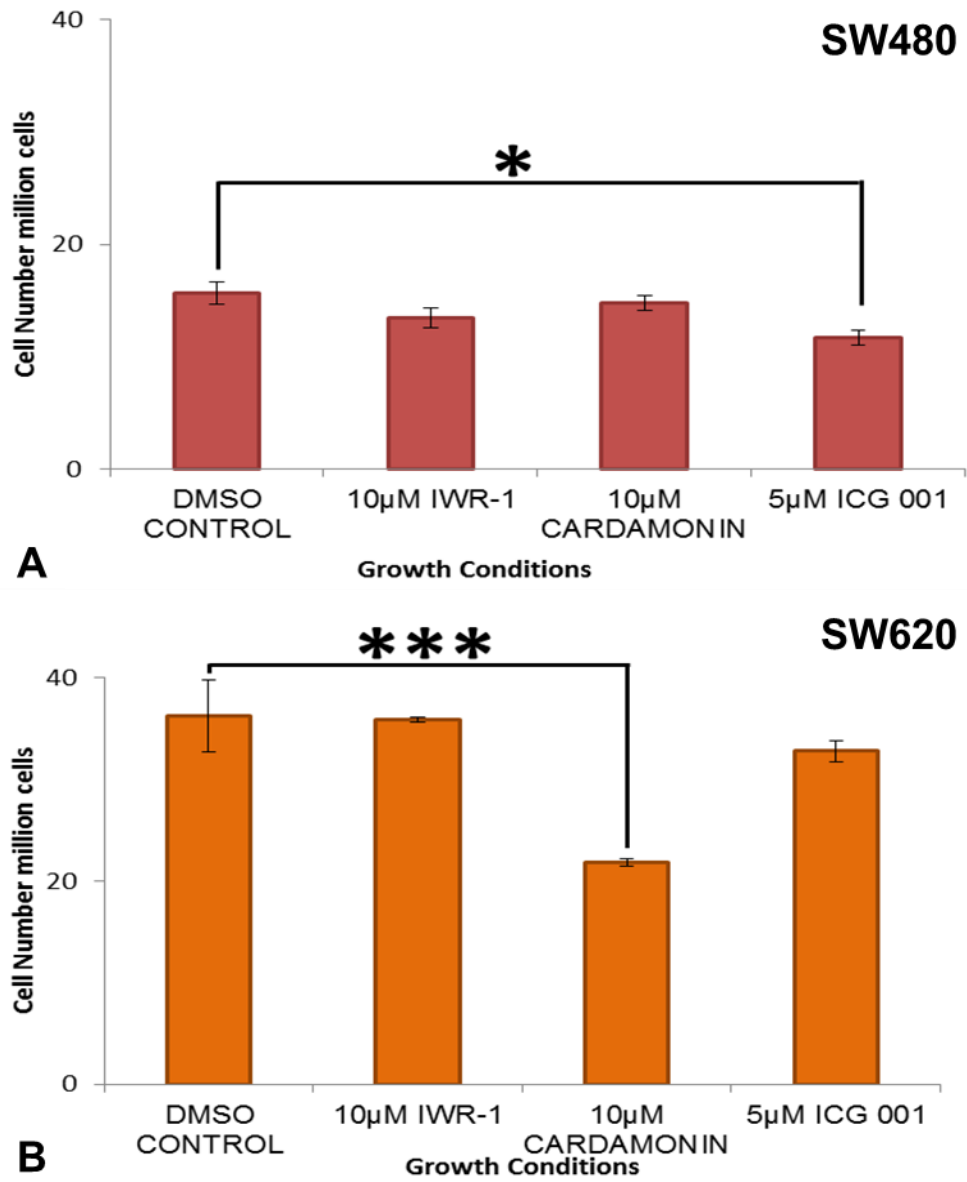 SW480
40
20
0
Cell Number million cells
*
DMSO
CONTROL
10µM IWR-1
10µM
CARDAMONIN
5µM ICG 001
A
Growth Conditions
SW620
40
20
0
Cell Number million cells
***
DMSO
CONTROL
10µM IWR-1
10µM
CARDAMONIN
5µM ICG 001
B
Growth Conditions